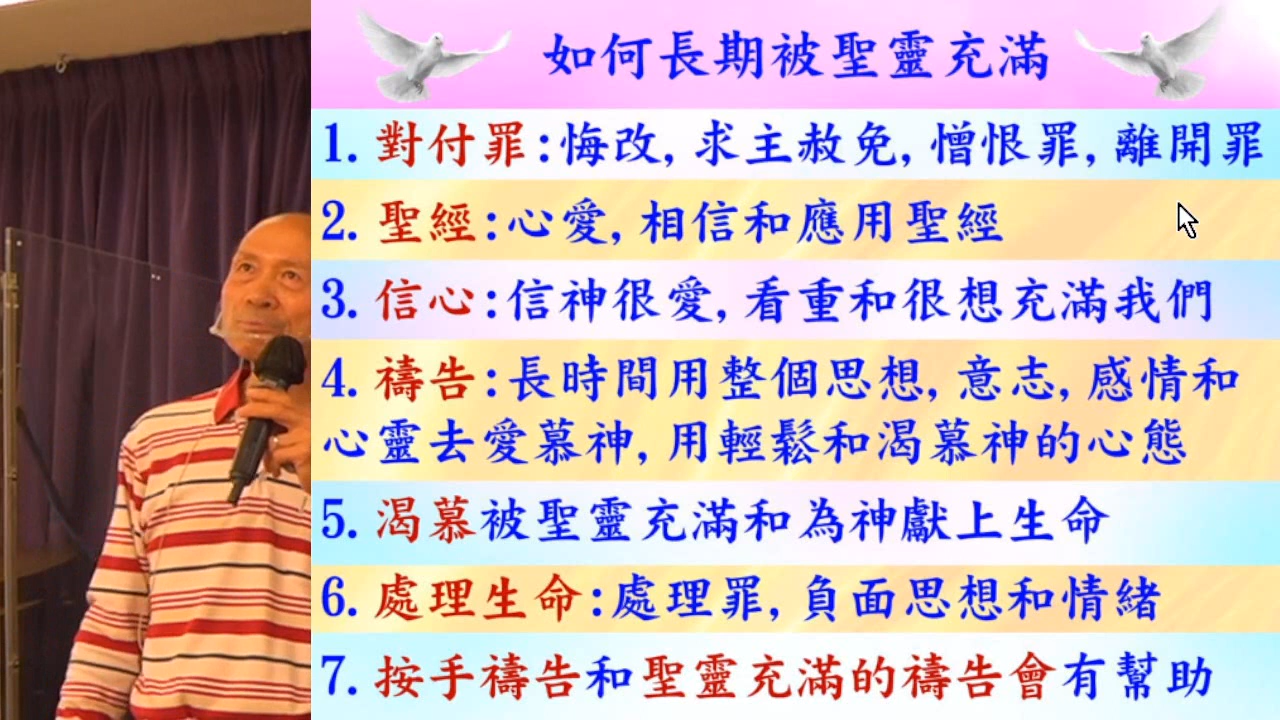 如何長期被聖靈充滿
1. 對付罪:悔改, 求主赦免, 憎恨罪, 離開罪
2. 聖經:心愛, 相信和應用聖經
3. 信心:信神很愛, 看重和很想充滿我們
4. 禱告:長時間用整個思想, 意志, 感情和
心靈去愛慕神, 用輕鬆和渴慕神的心態
5. 渴慕被聖靈充滿和為神獻上生命
6. 處理生命:處理罪, 負面思想和情緒
7. 按手禱告和聖靈充滿的禱告會有幫助